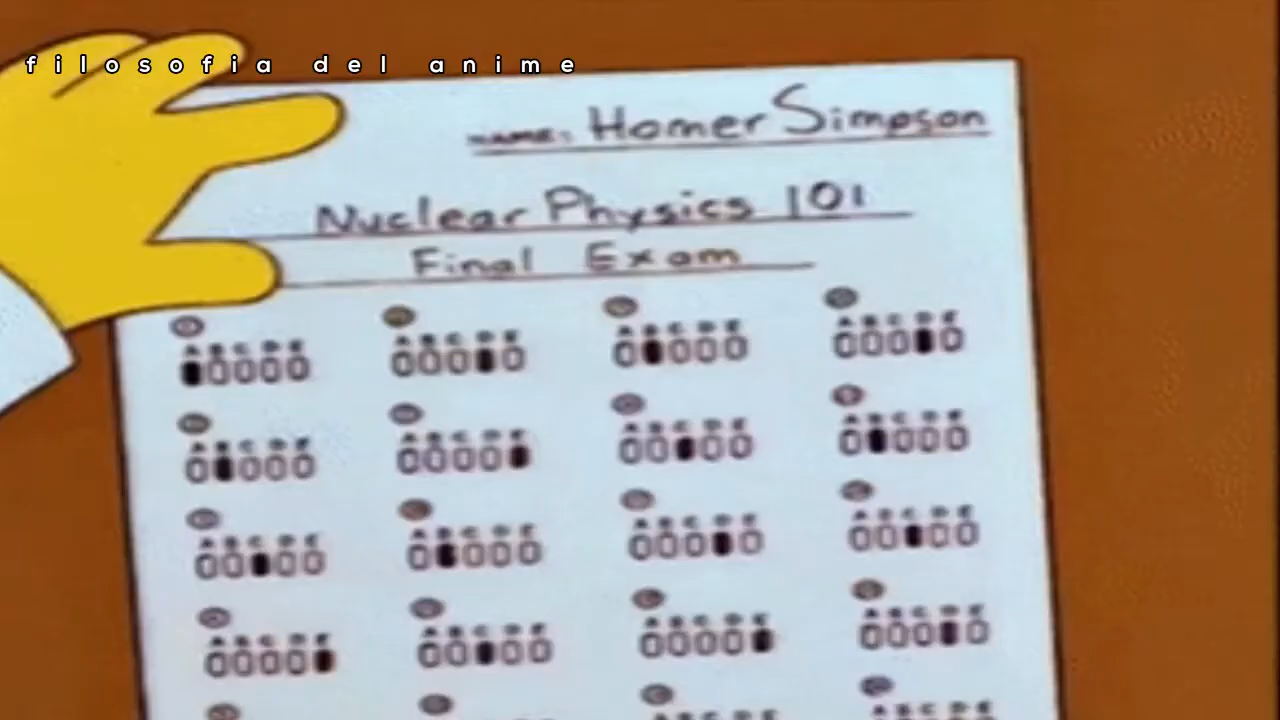 filosofia del anime
NAME: Homer Simpson
Nuclear Physics 101
Final Exam
A B C D E A B C D E A B C D E A B C D E
A B C D E A B C D E A B C D E A B C D E
A B C D E A B C D E A B C D E A B C D E
A B C D E A B C D E A B C D E A B C D E